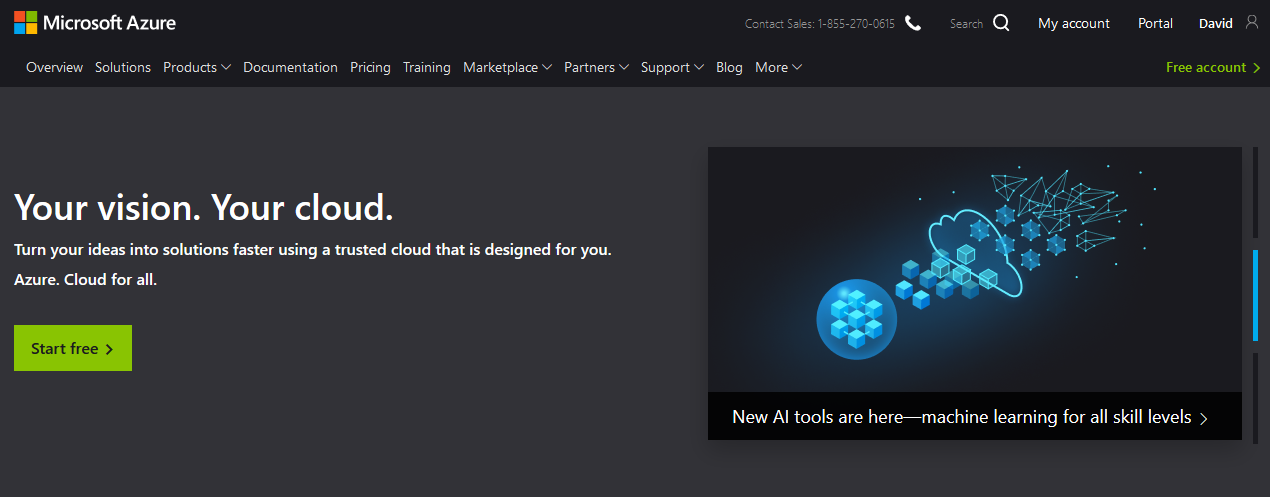 Microsoft Azure
Contact Sales: 1-855-270-0615
Search
My account
Portal
David
Overview Solutions Products Documentation Pricing Training Marketplace Partners Support Blog More
Free account
Your vision. Your cloud.
Turn your ideas into solutions faster using a trusted cloud that is designed for you.
Azure. Cloud for all.
Start free
New AI tools are here—machine learning for all skill levels